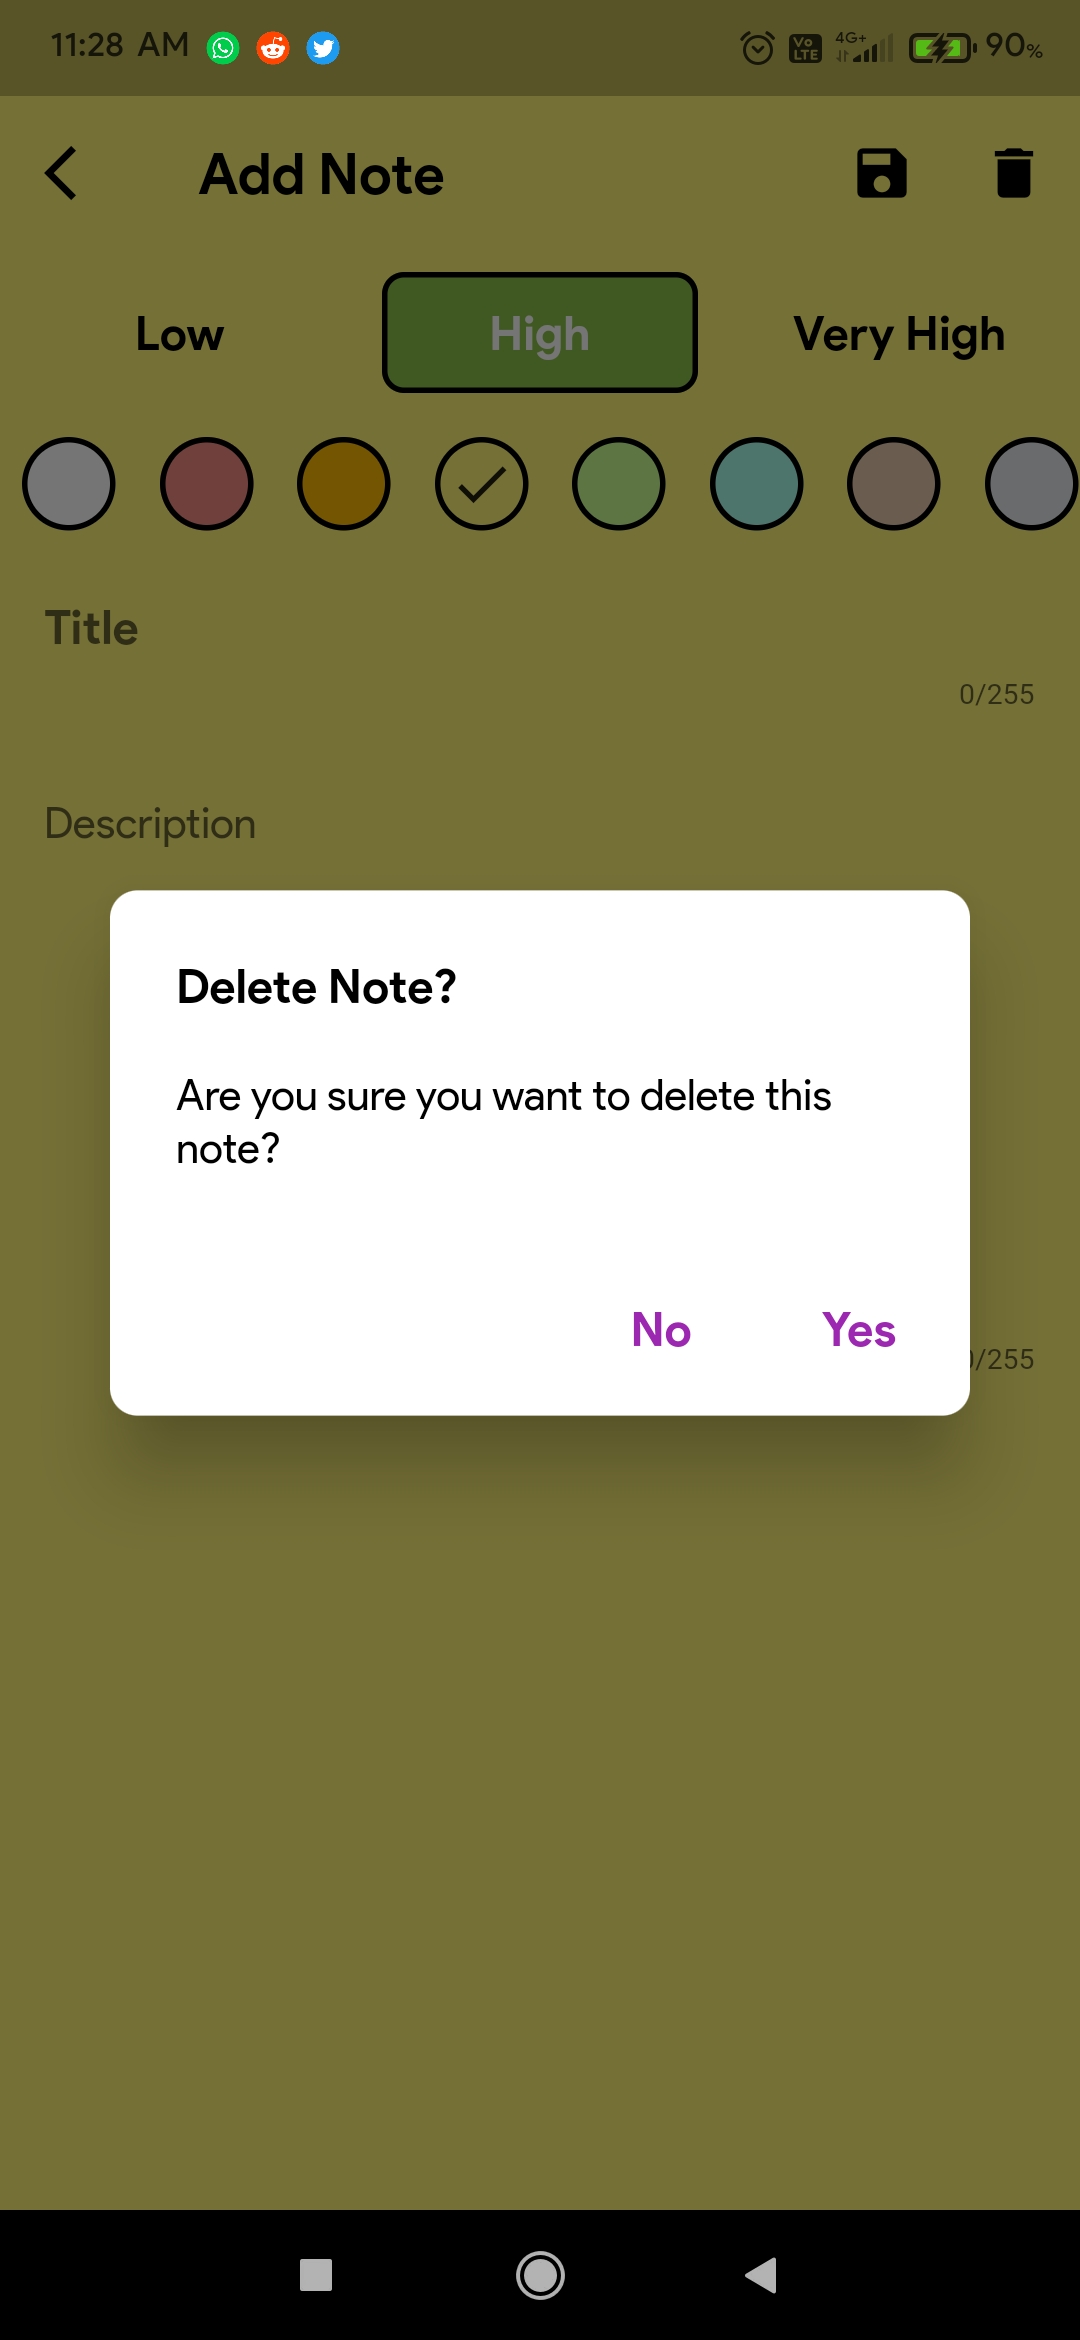 11:28 AM
Vo LTE
4G+
90%
Add Note
Low
High
Very High
Title
0/255
Description
Delete Note?
Are you sure you want to delete this
note?
No
Yes
/255